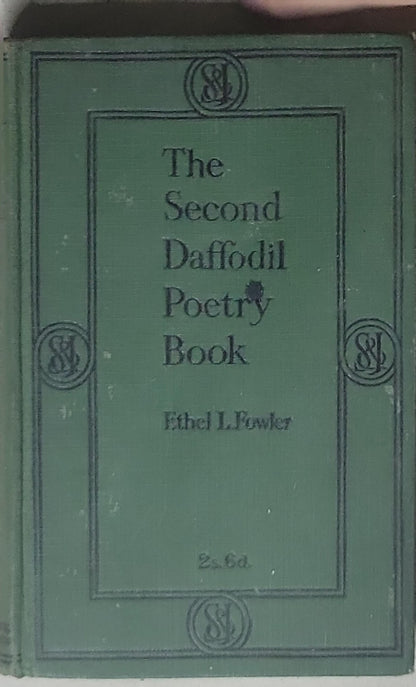 S&J
The
Second
Daffodil
Poetry
Book
S&J
S&J
Ethel L. Fowler
2s. 6d.
S&J